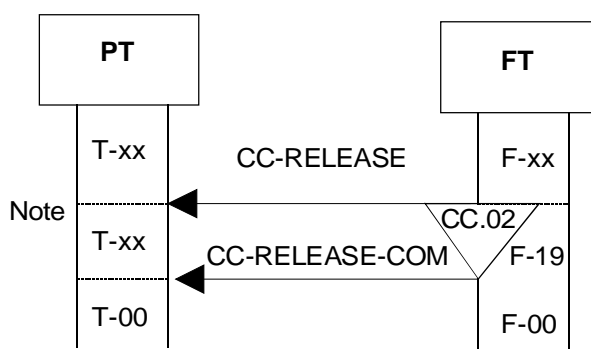 PT
FT
T-xx
CC-RELEASE
F-xx
Note
CC.02
T-xx
CC-RELEASE-COM
F-19
T-00
F-00